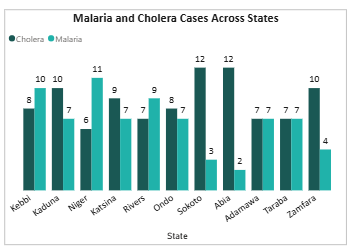 Malaria and Cholera Cases Across States
Cholera Malaria
8 10 10 7 6 11 9 7 7 9 8 7 12 3 12 2 7 7 7 7 10 4
Kebbi Kaduna Niger Katsina Rivers Ondo Sokoto Abia Adamawa Taraba Zamfara
State